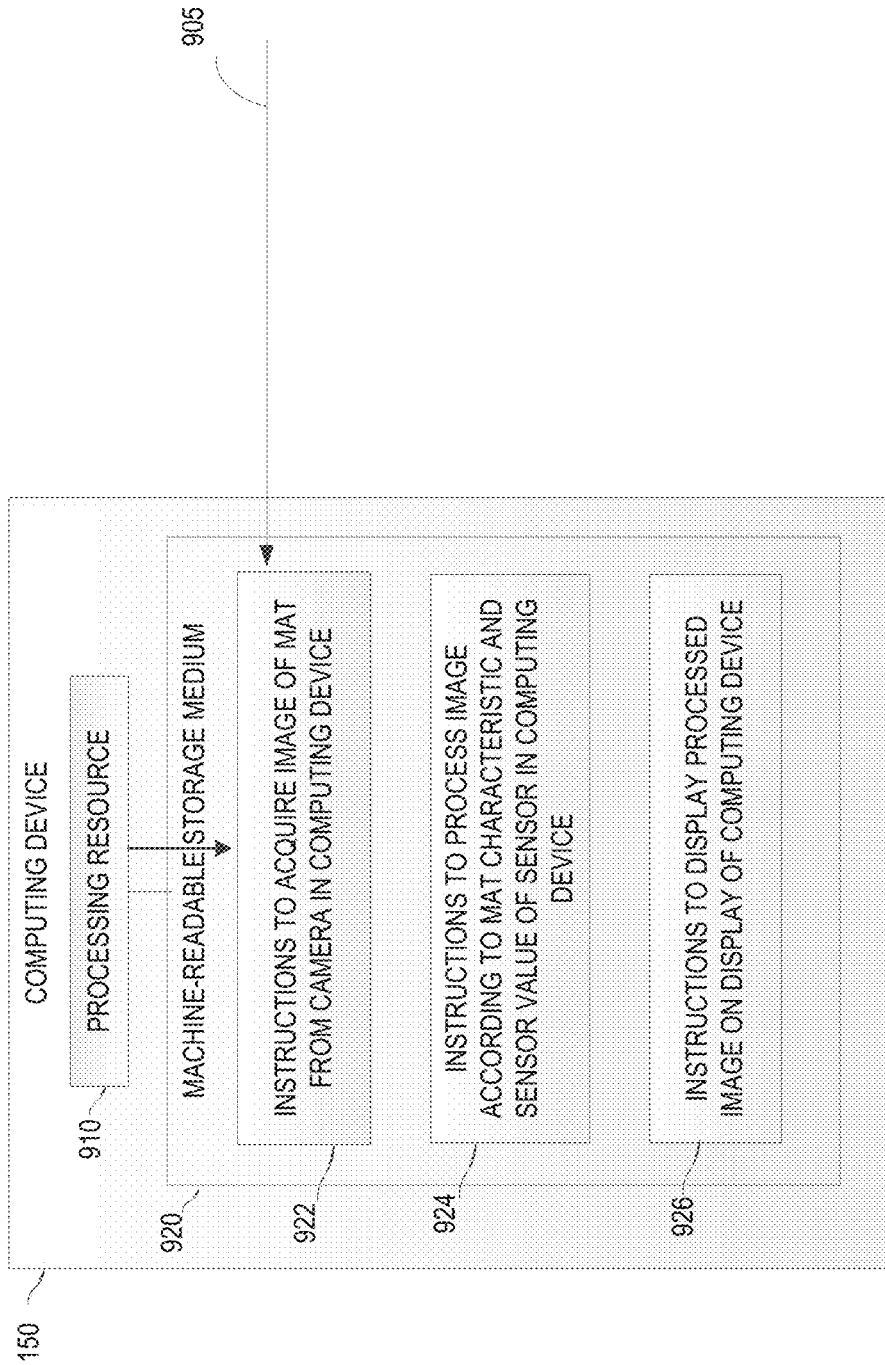 150
COMPUTING DEVICE
910
PROCESSING RESOURCE
920
MACHINE-READABLE STORAGE MEDIUM
905
922
INSTRUCTIONS TO ACQUIRE IMAGE OF MAT
FROM CAMERA IN COMPUTING DEVICE
924
INSTRUCTIONS TO PROCESS IMAGE
ACCORDING TO MAT CHARACTERISTIC AND
SENSOR VALUE OF SENSOR IN COMPUTING
DEVICE
926
INSTRUCTIONS TO DISPLAY PROCESSED
IMAGE ON DISPLAY OF COMPUTING DEVICE